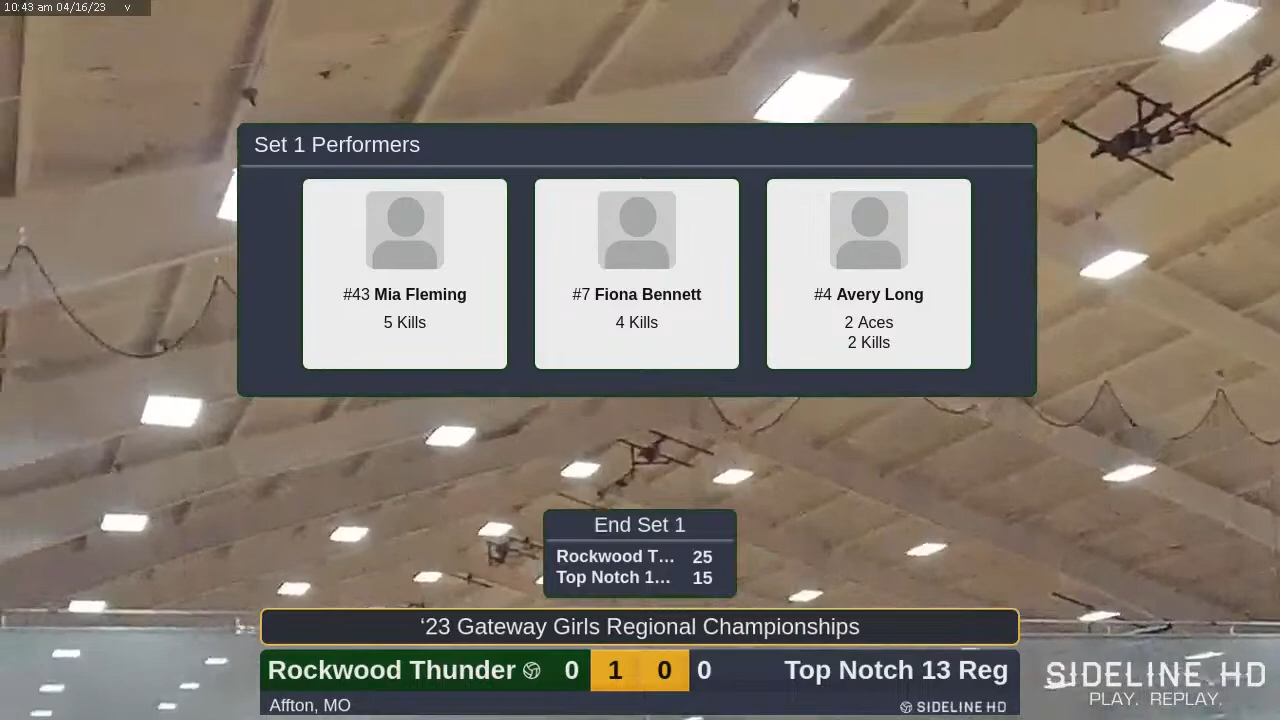 10:43 am 04/16/23 v
Set 1 Performers
#43 Mia Fleming
5 Kills
#7 Fiona Bennett
4 Kills
#4 Avery Long
2 Aces
2 Kills
End Set 1
Rockwood T... 25
Top Notch 1... 15
‘23 Gateway Girls Regional Championships
Rockwood Thunder 0 1 0 0 Top Notch 13 Reg
Affton, MO
SIDELINE HD
SIDELINE HD
PLAY. REPLAY.